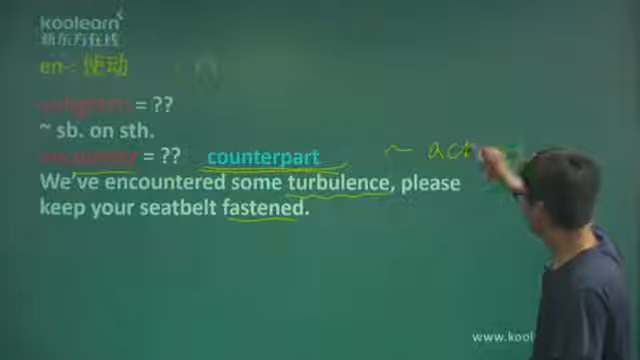 koolearn
新东方在线
en-: 使动
enlighten = ??
~ sb. on sth.
encounter = ?? counterpart ~ act
We've encountered some turbulence, please
keep your seatbelt fastened.
www.kool